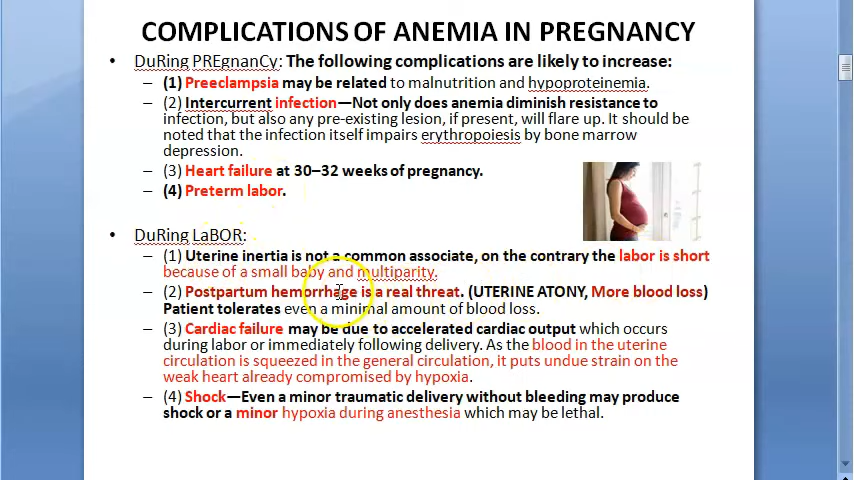 COMPLICATIONS OF ANEMIA IN PREGNANCY
• DuRing PREgnanCy: The following complications are likely to increase:
– (1) Preeclampsia may be related to malnutrition and hypoproteinemia.
– (2) Intercurrent infection—Not only does anemia diminish resistance to
infection, but also any pre-existing lesion, if present, will flare up. It should be
noted that the infection itself impairs erythropoiesis by bone marrow
depression.
– (3) Heart failure at 30–32 weeks of pregnancy.
– (4) Preterm labor.
• DuRing LaBOR:
– (1) Uterine inertia is not a common associate, on the contrary the labor is short
because of a small baby and multiparity.
– (2) Postpartum hemorrhage is a real threat. (UTERINE ATONY, More blood loss)
Patient tolerates even a minimal amount of blood loss.
– (3) Cardiac failure may be due to accelerated cardiac output which occurs
during labor or immediately following delivery. As the blood in the uterine
circulation is squeezed in the general circulation, it puts undue strain on the
weak heart already compromised by hypoxia.
– (4) Shock—Even a minor traumatic delivery without bleeding may produce
shock or a minor hypoxia during anesthesia which may be lethal.